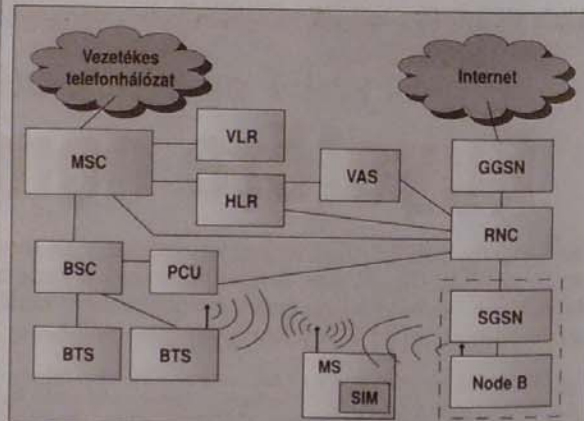 Vezetékes
telefonhálózat
Internet
MSC
VLR
HLR
VAS
GGSN
RNC
BSC
PCU
SGSN
BTS
BTS
MS
SIM
Node B